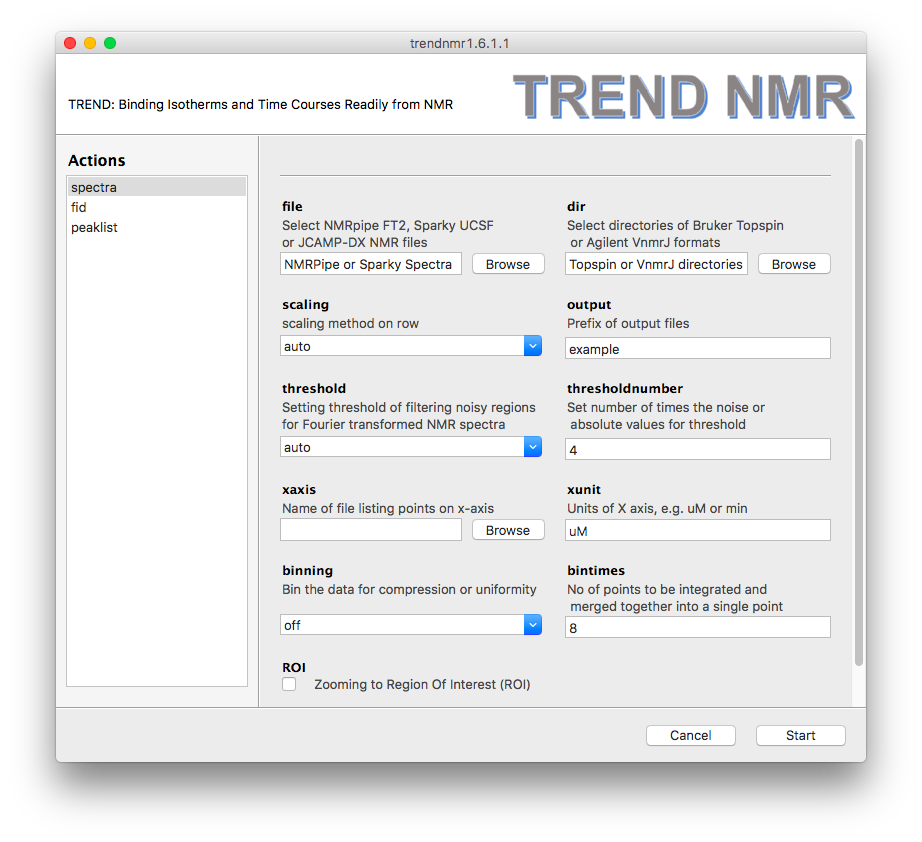 trendnmr1.6.1.1
TREND: Binding Isotherms and Time Courses Readily from NMR
TREND NMR
Actions
spectra
fid
peaklist
file
Select NMRpipe FT2, Sparky UCSF
or JCAMP-DX NMR files
NMRPipe or Sparky Spectra
Browse
dir
Select directories of Bruker Topspin
or Agilent VnmrJ formats
Topspin or VnmrJ directories
Browse
scaling
scaling method on row
auto
output
Prefix of output files
example
threshold
Setting threshold of filtering noisy regions
for Fourier transformed NMR spectra
auto
thresholdnumber
Set number of times the noise or
absolute values for threshold
4
xaxis
Name of file listing points on x-axis
Browse
xunit
Units of X axis, e.g. uM or min
uM
binning
Bin the data for compression or uniformity
off
bintimes
No of points to be integrated and
merged together into a single point
8
ROI
Zooming to Region Of Interest (ROI)
Cancel
Start